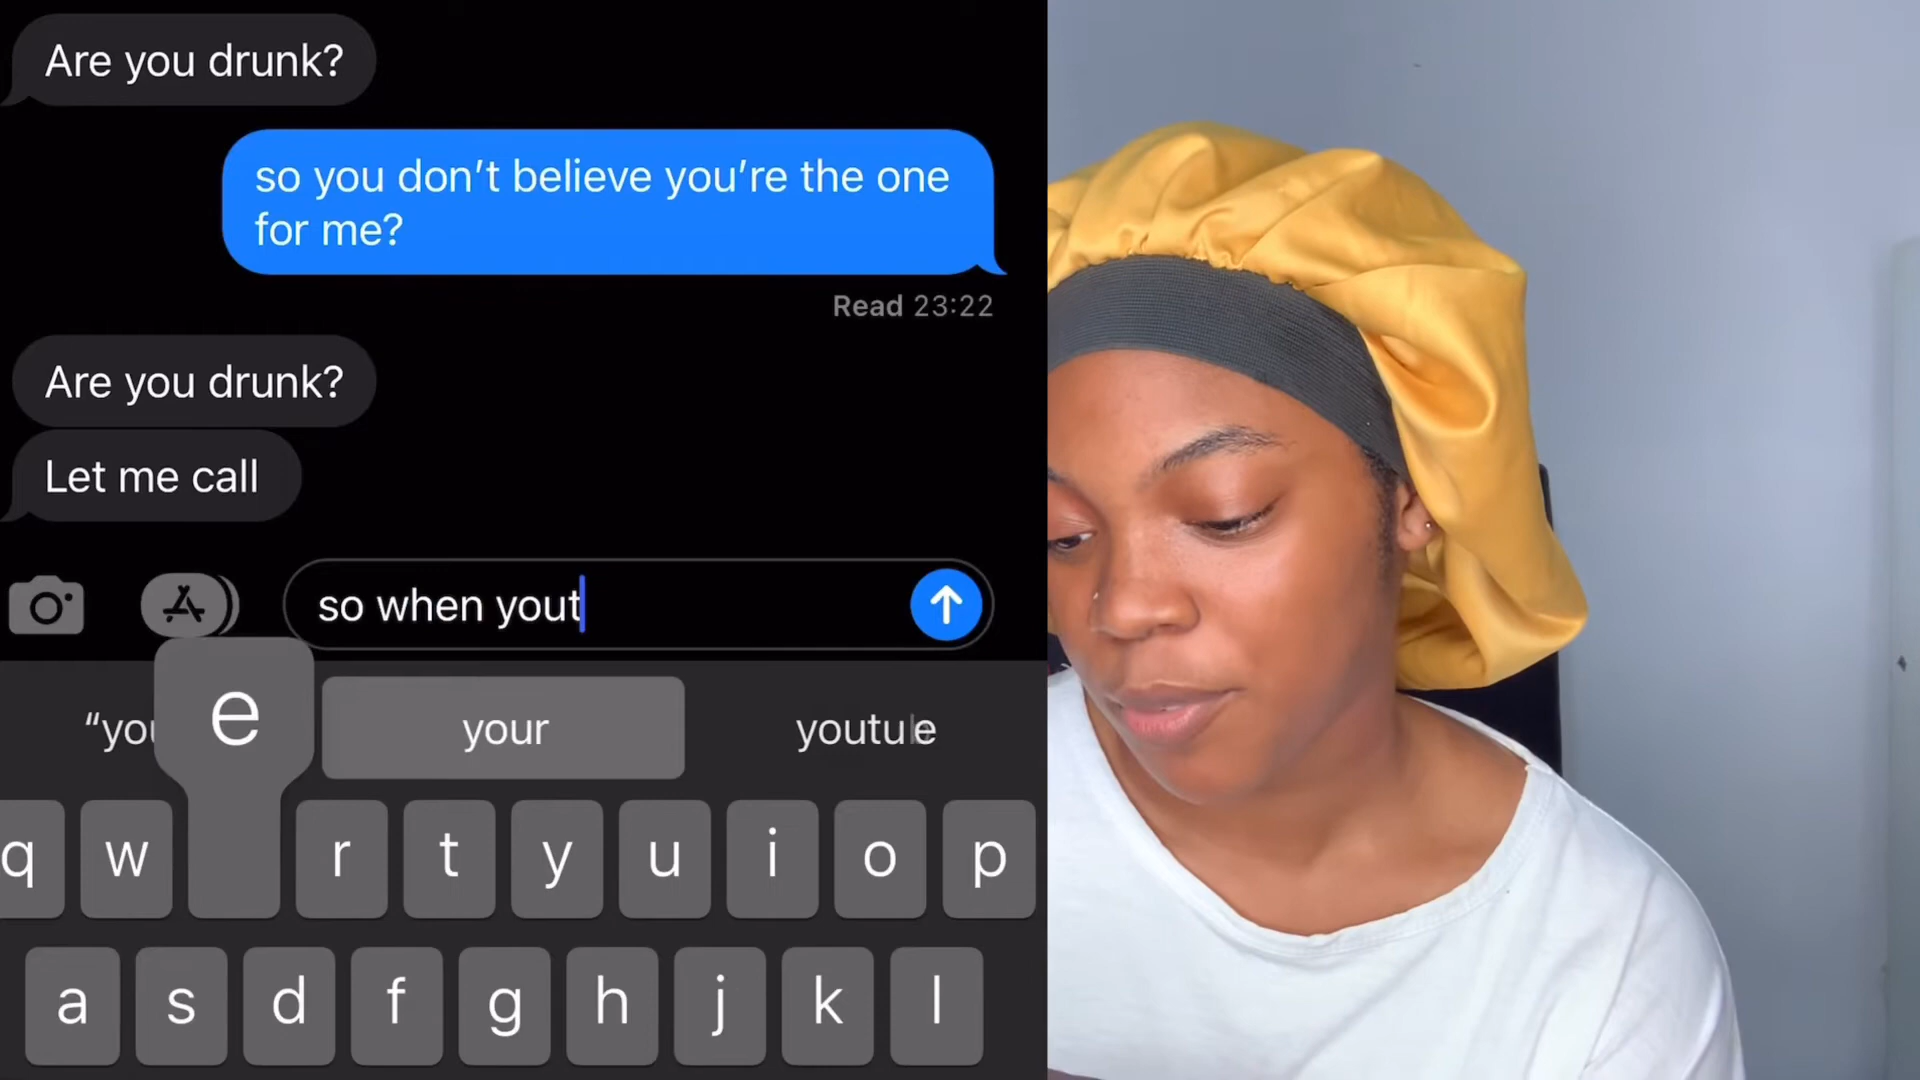 Are you drunk?
so you don’t believe you’re the one
for me?
Read 23:22
Are you drunk?
Let me call
so when yout
e
your
q w r t y u i o p
a s d f g h j k l